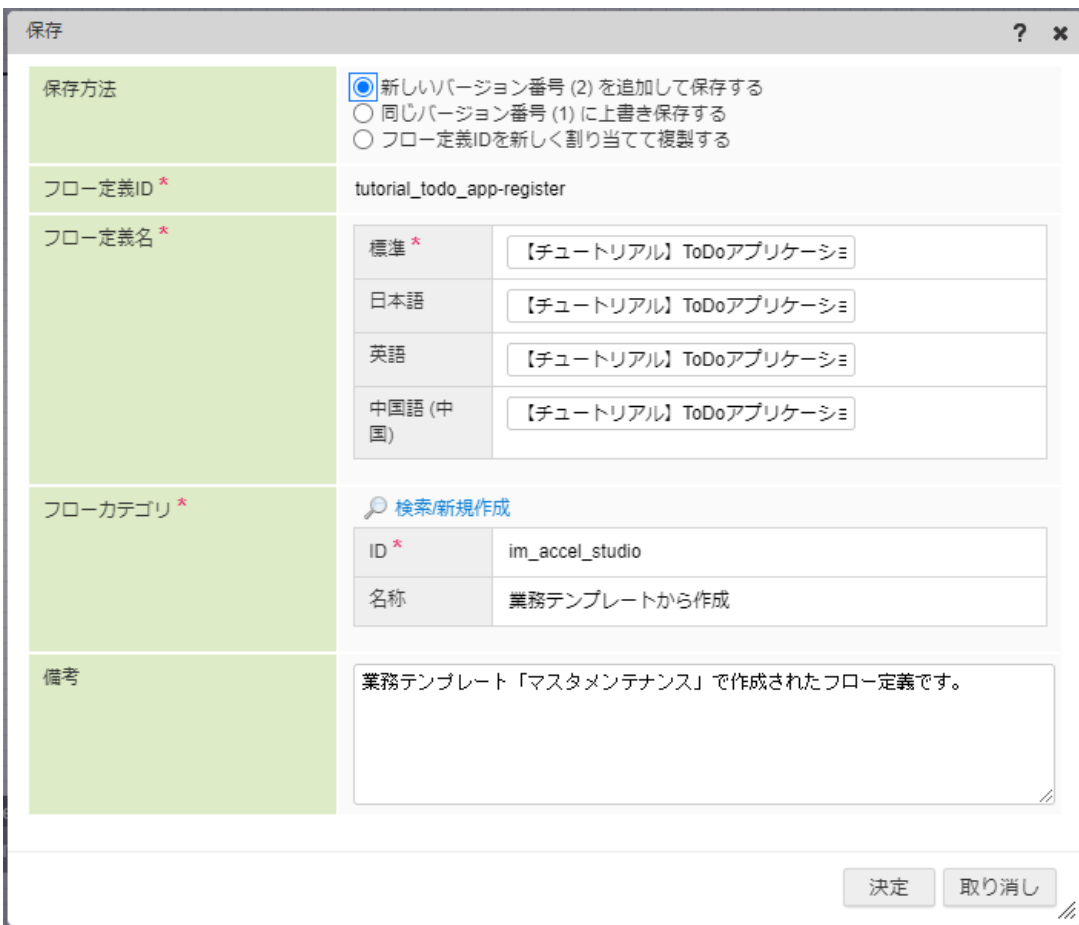 保存 ?
保存方法
新しいバージョン番号 (2) を追加して保存する
同じバージョン番号 (1) に上書き保存する
フロー定義IDを新しく割り当てて複製する
フロー定義ID * tutorial_todo_app-register
フロー定義名 *
標準 * 【チュートリアル】ToDoアプリケーショ
日本語 【チュートリアル】ToDoアプリケーショ
英語 【チュートリアル】ToDoアプリケーショ
中国語 (中
国) 【チュートリアル】ToDoアプリケーショ
フローカテゴリ * 検索/新規作成
ID * im_accel_studio
名称 業務テンプレートから作成
備考 業務テンプレート「マスタメンテナンス」で作成されたフロー定義です。
決定 取り消し